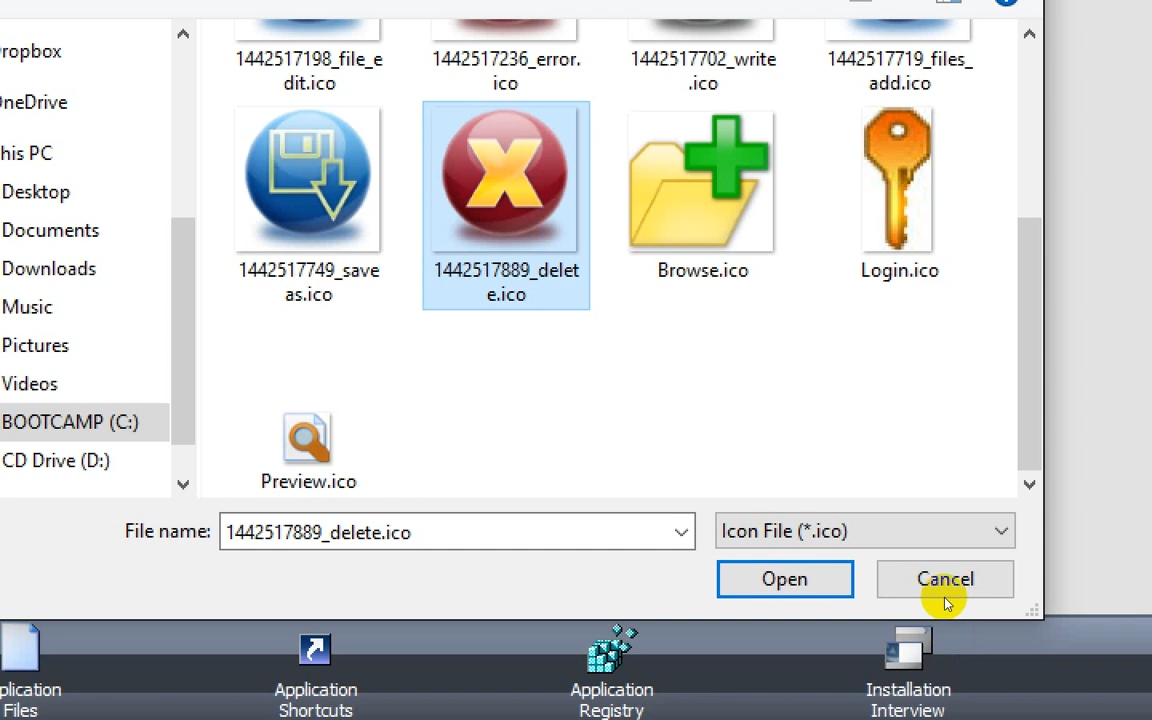 ropbox
OneDrive
his PC
Desktop
Documents
Downloads
Music
Pictures
Videos
BOOTCAMP (C:)
CD Drive (D:)
1442517198_file_e
dit.ico
1442517236_error.
ico
1442517702_write
.ico
1442517719_files_
add.ico
1442517749_save
as.ico
1442517889_delet
e.ico
Browse.ico
Login.ico
Preview.ico
File name:
1442517889_delete.ico
Icon File (*.ico)
Open
Cancel
plication
Files
Application
Shortcuts
Application
Registry
Installation
Interview